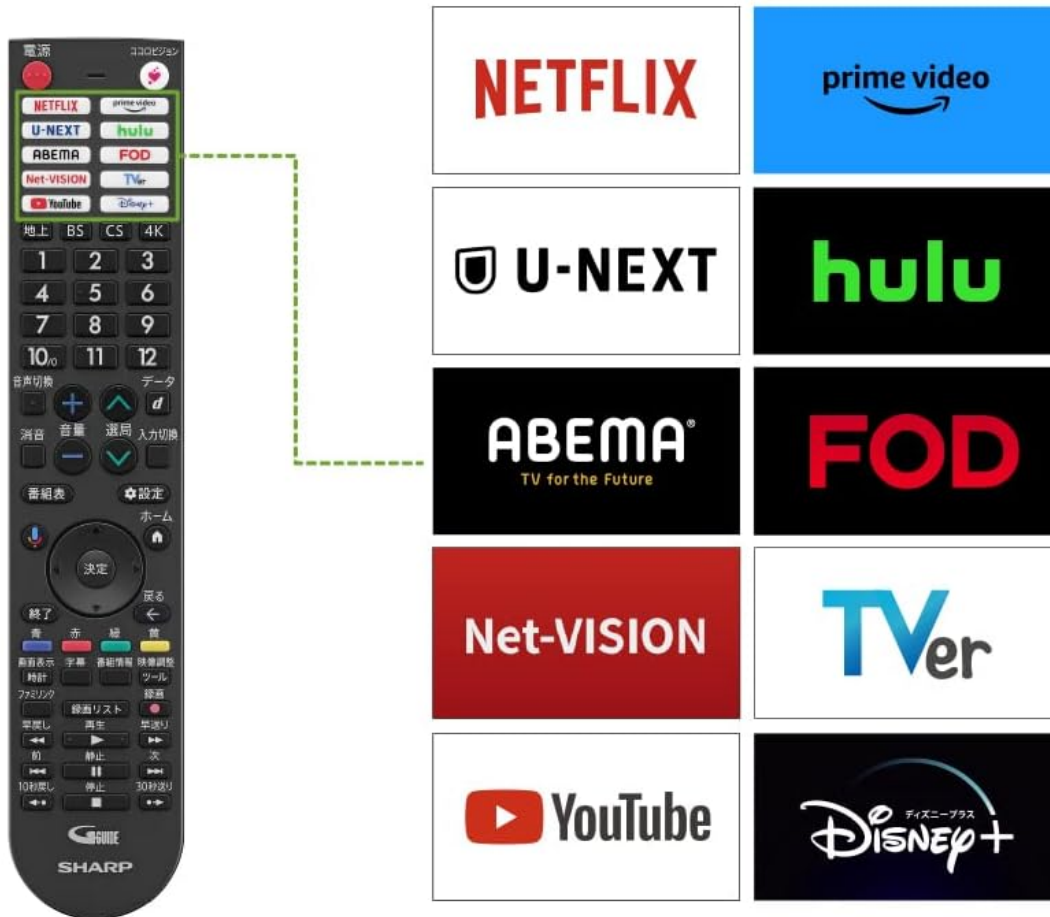 電源 ココロビジョン
NETFLIX prime video
U-NEXT hulu
ABEMA FOD
Net-VISION TVer
YouTube Disney+
地上 BS CS 4K
1 2 3
4 5 6
7 8 9
10/0 11 12
音声切換 データ
d
消音 音量 選局 入力切換
番組表 設定
ホーム
決定
戻る
終了
青 赤 緑 黄
画面表示 字幕 番組情報 映像調整
時計 ツール
ファミリンク 録画
録画リスト
早戻し 再生 早送り
前 静止 次
10秒戻し 停止 30秒送り
G GUIDE
SHARP
NETFLIX
prime video
U-NEXT
hulu
ABEMA®
TV for the Future
FOD
Net-VISION
TVer
YouTube
ディズニープラス
Disney+